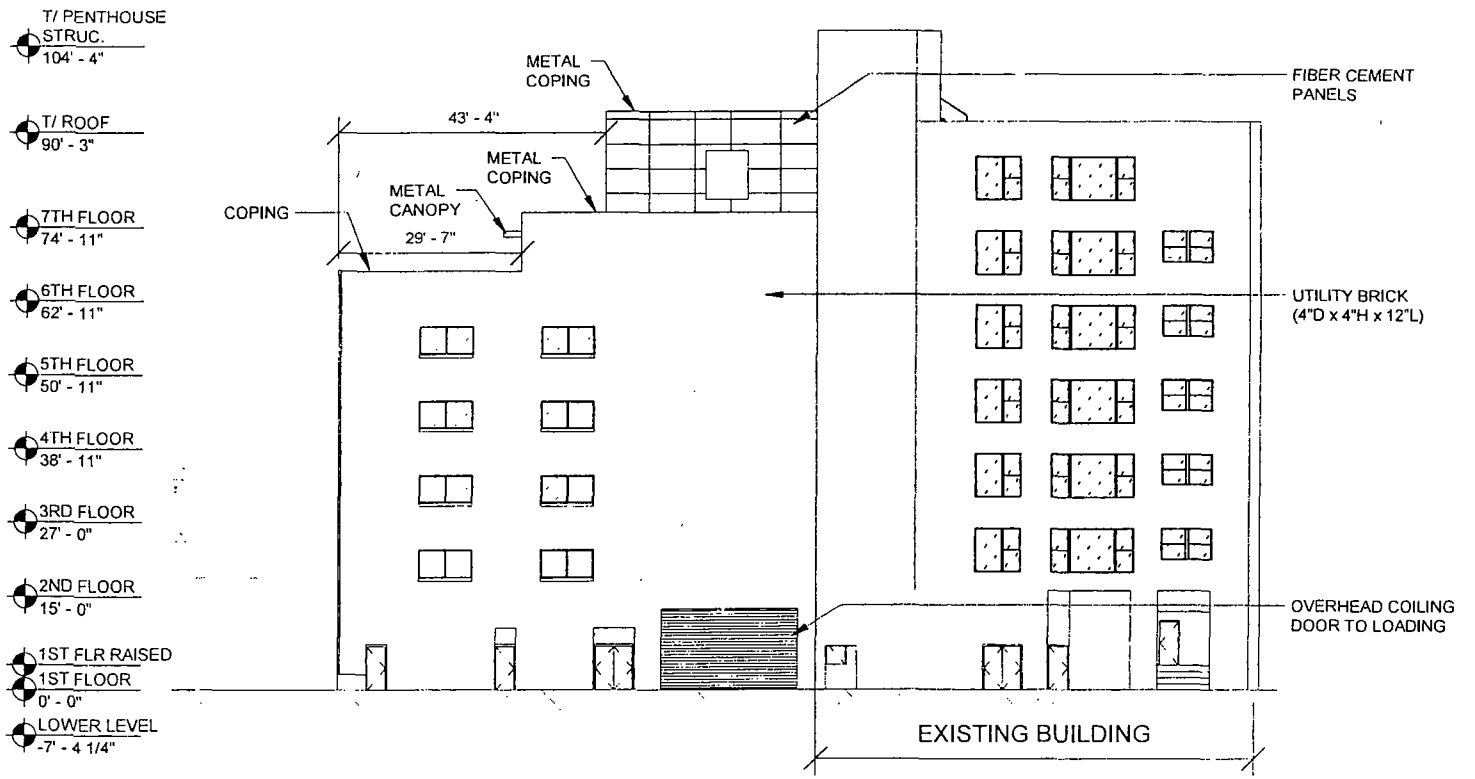 T/ PENTHOUSE
STRUC.
104' - 4"
T/ ROOF
90' - 3"
7TH FLOOR
74' - 11"
6TH FLOOR
62' - 11"
5TH FLOOR
50' - 11"
4TH FLOOR
38' - 11"
3RD FLOOR
27' - 0"
2ND FLOOR
15' - 0"
1ST FLR RAISED
1ST FLOOR
0' - 0"
LOWER LEVEL
-7' - 4 1/4"
METAL
COPING
43' - 4"
METAL
COPING
METAL
CANOPY
COPING
29' - 7"
FIBER CEMENT
PANELS
UTILITY BRICK
(4"D x 4"H x 12"L)
OVERHEAD COILING
DOOR TO LOADING
EXISTING BUILDING